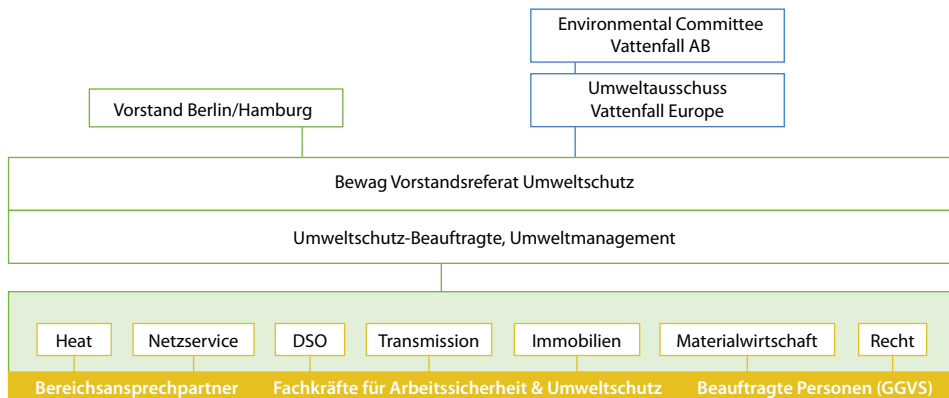 Environmental Committee
Vattenfall AB
Umweltausschuss
Vattenfall Europe
Vorstand Berlin/Hamburg
Bewag Vorstandsreferat Umweltschutz
Umweltschutz-Beauftragte, Umweltmanagement
Heat Netzservice DSO Transmission Immobilien Materialwirtschaft Recht
Bereichsansprechpartner Fachkräfte für Arbeitssicherheit & Umweltschutz Beauftragte Personen (GGVS)